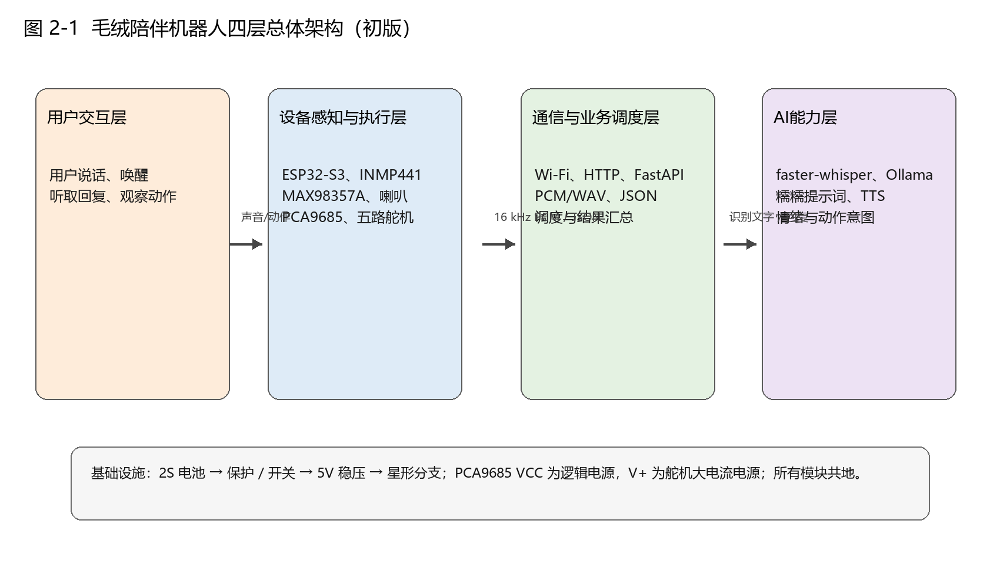 图 2-1 毛绒陪伴机器人四层总体架构（初版）
用户交互层
用户说话、唤醒
听取回复、观察动作
声音/动作
设备感知与执行层
ESP32-S3、INMP441
MAX98357A、喇叭
PCA9685、五路舵机
16 kHz
通信与业务调度层
Wi-Fi、HTTP、FastAPI
PCM/WAV、JSON
调度与结果汇总
识别文字
AI能力层
faster-whisper、Ollama
糯糯提示词、TTS
情绪与动作意图
基础设施：2S 电池 → 保护 / 开关 → 5V 稳压 → 星形分支；PCA9685 VCC 为逻辑电源，V+ 为舵机大电流电源；所有模块共地。